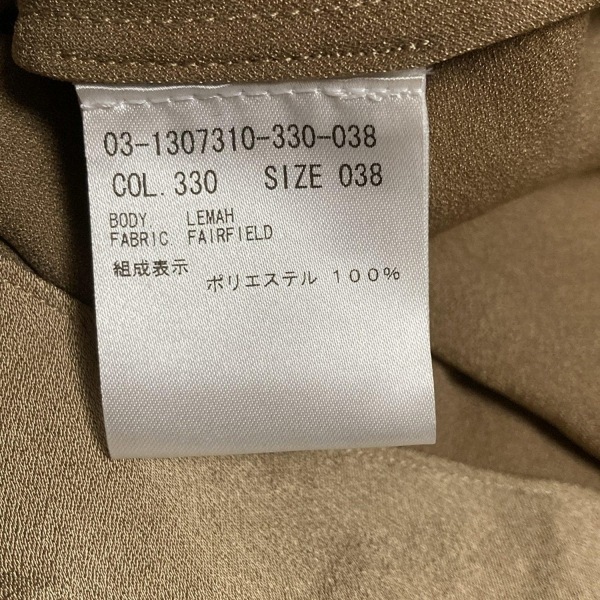 03-1307310-330-038
COL.330 SIZE 038
BODY LEMAH
FABRIC FAIRFIELD
組成表示
ポリエステル 100%